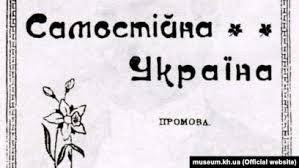 Самостійна
Україна
ПРОМОВА.
museum.kh.ua (Official website)